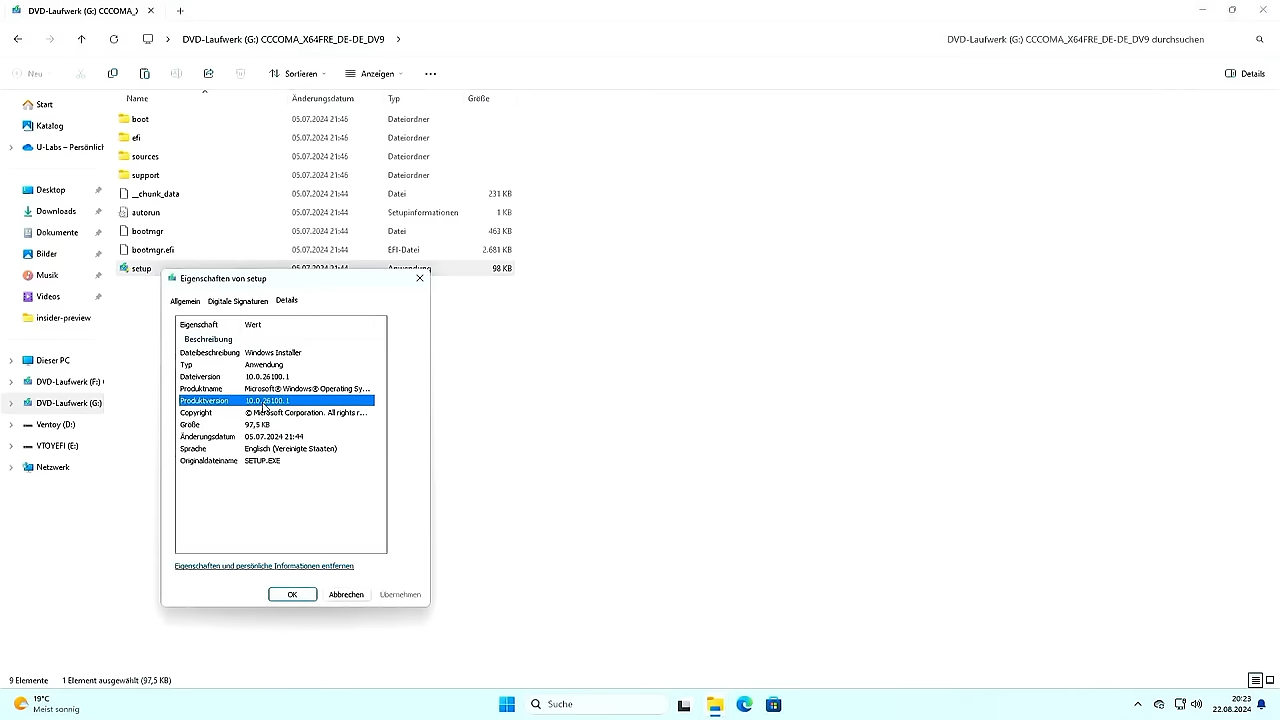 DVD-Laufwerk (G:) CCCOMA_
DVD-Laufwerk (G:) CCCOMA_X64FRE_DE-DE_DV9
DVD-Laufwerk (G:) CCCOMA_X64FRE_DE-DE_DV9 durchsuchen
Neu
Sortieren
Anzeigen
Details
Name Änderungsdatum Typ Größe
Start
Katalog
U-Labs – Persönlich
Desktop
Downloads
Dokumente
Bilder
Musik
Videos
insider-preview
Dieser PC
DVD-Laufwerk (F:)
DVD-Laufwerk (G:)
Ventoy (D:)
VTOYEFI (E:)
Netzwerk
boot 05.07.2024 21:46 Dateiordner
efi 05.07.2024 21:46 Dateiordner
sources 05.07.2024 21:46 Dateiordner
support 05.07.2024 21:46 Dateiordner
__chunk_data 05.07.2024 21:44 Datei 231 KB
autorun 05.07.2024 21:44 Setupinformationen 1 KB
bootmgr 05.07.2024 21:44 Datei 463 KB
bootmgr.efi 05.07.2024 21:44 EFI-Datei 2.681 KB
setup 05.07.2024 21:44 Anwendung 98 KB
Eigenschaften von setup
Allgemein Digitale Signaturen Details
Eigenschaft Wert
Beschreibung
Dateibeschreibung Windows Installer
Typ Anwendung
Dateiversion 10.0.26100.1
Produktname Microsoft® Windows® Operating Sy...
Produktversion 10.0.26100.1
Copyright © Microsoft Corporation. All rights r...
Größe 97,5 KB
Änderungsdatum 05.07.2024 21:44
Sprache Englisch (Vereinigte Staaten)
Originaldateiname SETUP.EXE
Eigenschaften und persönliche Informationen entfernen
OK Abbrechen Übernehmen
9 Elemente 1 Element ausgewählt (97,5 KB)
19°C
Meist sonnig
Suche
20:23
22.08.2024